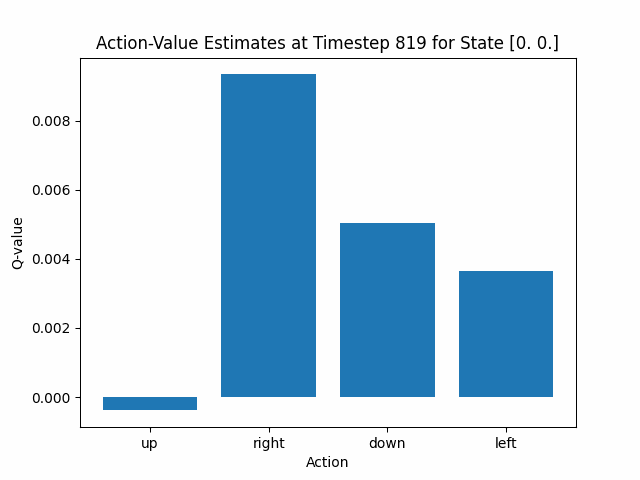 Action-Value Estimates at Timestep 819 for State [0. 0.]
0.008
0.006
0.004
0.002
0.000
Q-value
up right down left
Action